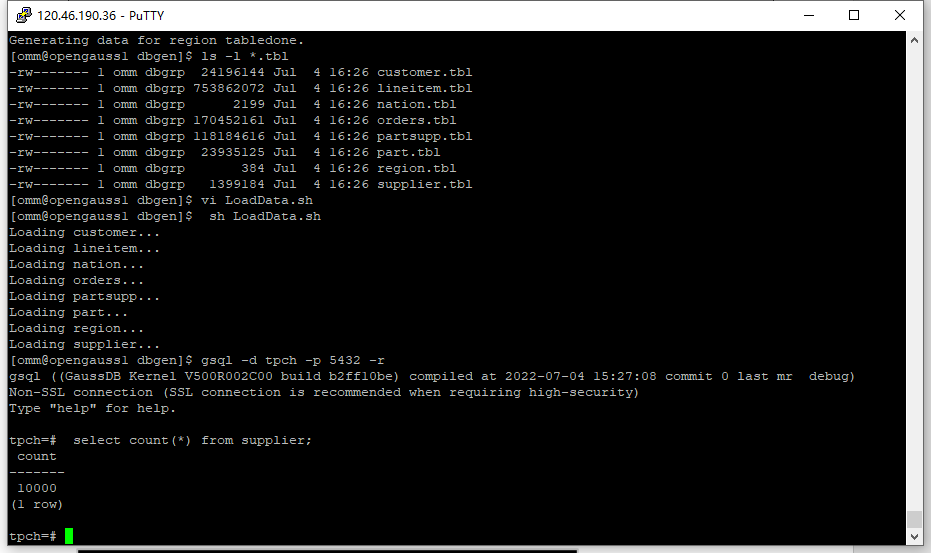 120.46.190.36 - PuTTY
Generating data for region tabledone.
[omm@opengauss1 dbgen]$ ls -l *.tbl
-rw------- 1 omm dbgrp  24196144 Jul  4 16:26 customer.tbl
-rw------- 1 omm dbgrp 753862072 Jul  4 16:26 lineitem.tbl
-rw------- 1 omm dbgrp      2199 Jul  4 16:26 nation.tbl
-rw------- 1 omm dbgrp 170452161 Jul  4 16:26 orders.tbl
-rw------- 1 omm dbgrp 118184616 Jul  4 16:26 partsupp.tbl
-rw------- 1 omm dbgrp  23935125 Jul  4 16:26 part.tbl
-rw------- 1 omm dbgrp       384 Jul  4 16:26 region.tbl
-rw------- 1 omm dbgrp   1399184 Jul  4 16:26 supplier.tbl
[omm@opengauss1 dbgen]$ vi LoadData.sh
[omm@opengauss1 dbgen]$  sh LoadData.sh
Loading customer...
Loading lineitem...
Loading nation...
Loading orders...
Loading partsupp...
Loading part...
Loading region...
Loading supplier...
[omm@opengauss1 dbgen]$ gsql -d tpch -p 5432 -r
gsql ((GaussDB Kernel V500R002C00 build b2ff10be) compiled at 2022-07-04 15:27:08 commit 0 last mr  debug)
Non-SSL connection (SSL connection is recommended when requiring high-security)
Type "help" for help.
tpch=#  select count(*) from supplier;
 count
-------
 10000
(1 row)
tpch=#